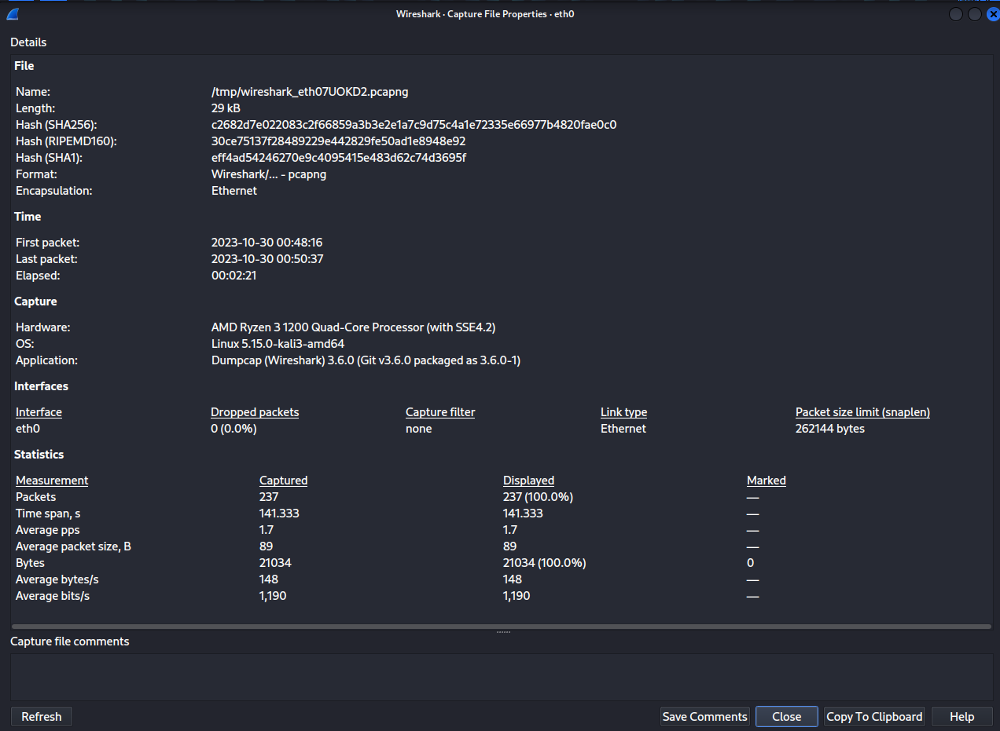 Wireshark · Capture File Properties · eth0
Details
File
Name: /tmp/wireshark_eth07UOKD2.pcapng
Length: 29 kB
Hash (SHA256): c2682d7e022083c2f66859a3b3e2e1a7c9d75c4a1e72335e66977b4820fae0c0
Hash (RIPEMD160): 30ce75137f28489229e442829fe50ad1e8948e92
Hash (SHA1): eff4ad54246270e9c4095415e483d62c74d3695f
Format: Wireshark/... - pcapng
Encapsulation: Ethernet
Time
First packet: 2023-10-30 00:48:16
Last packet: 2023-10-30 00:50:37
Elapsed: 00:02:21
Capture
Hardware: AMD Ryzen 3 1200 Quad-Core Processor (with SSE4.2)
OS: Linux 5.15.0-kali3-amd64
Application: Dumpcap (Wireshark) 3.6.0 (Git v3.6.0 packaged as 3.6.0-1)
Interfaces
Interface Dropped packets Capture filter Link type Packet size limit (snaplen)
eth0 0 (0.0%) none Ethernet 262144 bytes
Statistics
Measurement Captured Displayed Marked
Packets 237 237 (100.0%) —
Time span, s 141.333 141.333 —
Average pps 1.7 1.7 —
Average packet size, B 89 89 —
Bytes 21034 21034 (100.0%) 0
Average bytes/s 148 148 —
Average bits/s 1,190 1,190 —
Capture file comments
Refresh Save Comments Close Copy To Clipboard Help